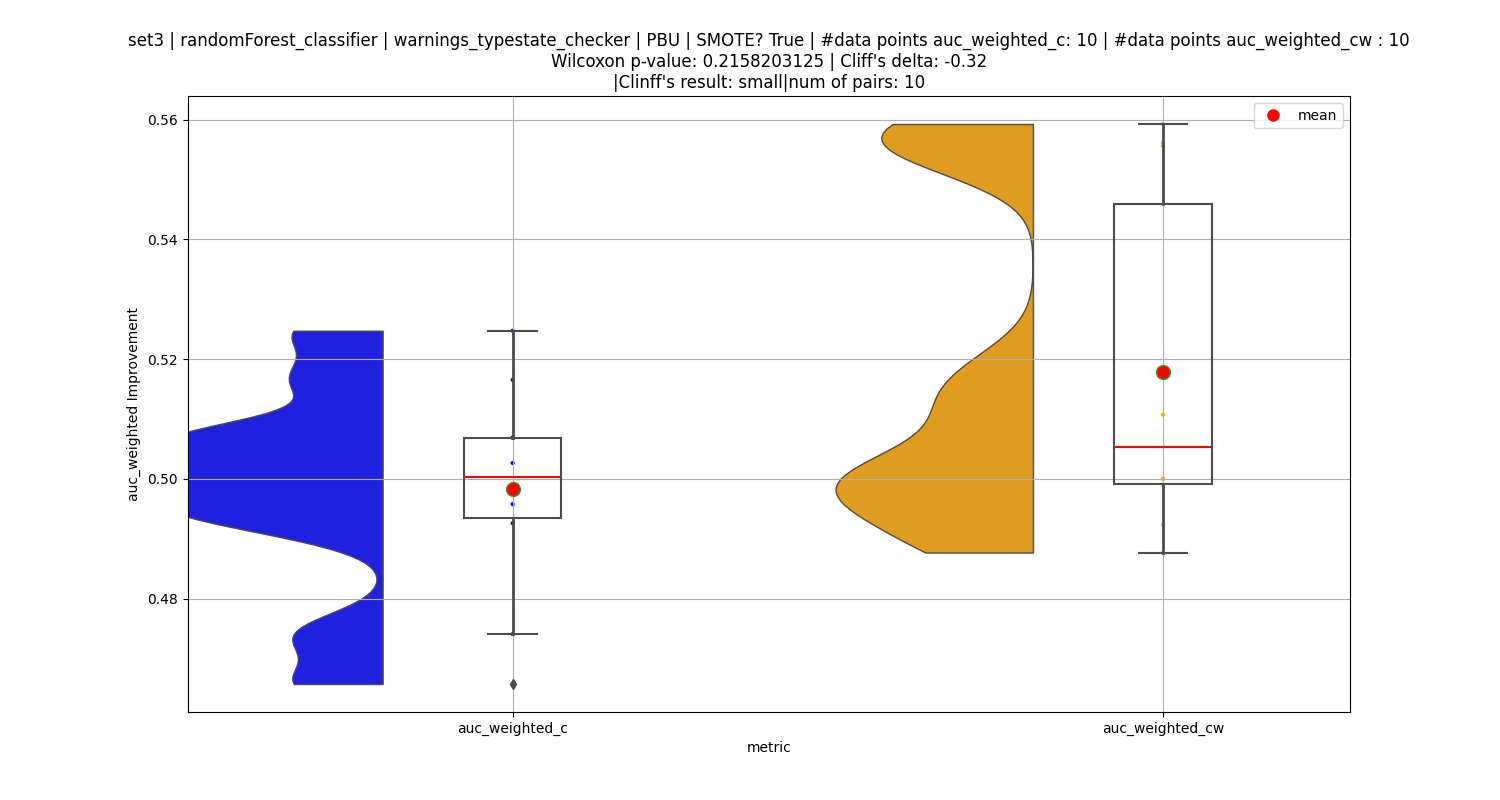 set3 | randomForest_classifier | warnings_typestate_checker | PBU | SMOTE? True | #data points auc_weighted_c: 10 | #data points auc_weighted_cw : 10
Wilcoxon p-value: 0.2158203125 | Cliff's delta: -0.32
|Clinff's result: small|num of pairs: 10
mean
0.56
0.54
0.52
0.50
0.48
auc_weighted Improvement
auc_weighted_c
auc_weighted_cw
metric